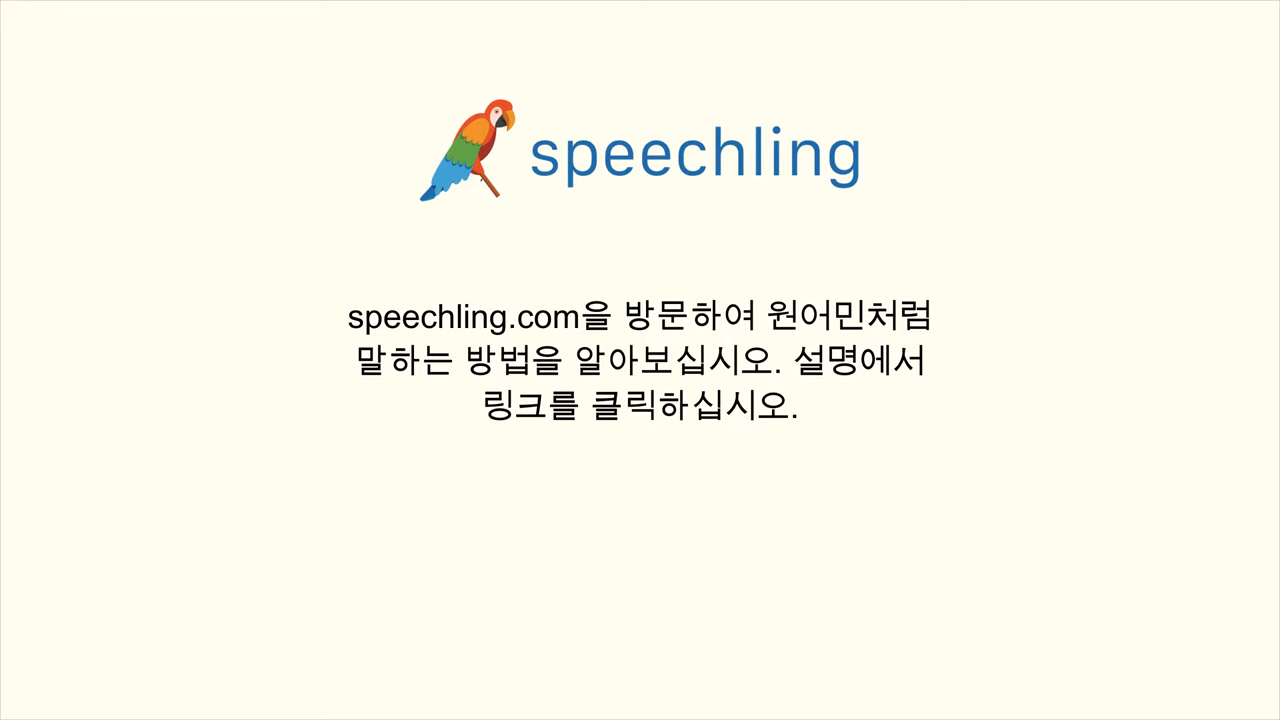 speechling
speechling.com을 방문하여 원어민처럼
말하는 방법을 알아보십시오. 설명에서
링크를 클릭하십시오.